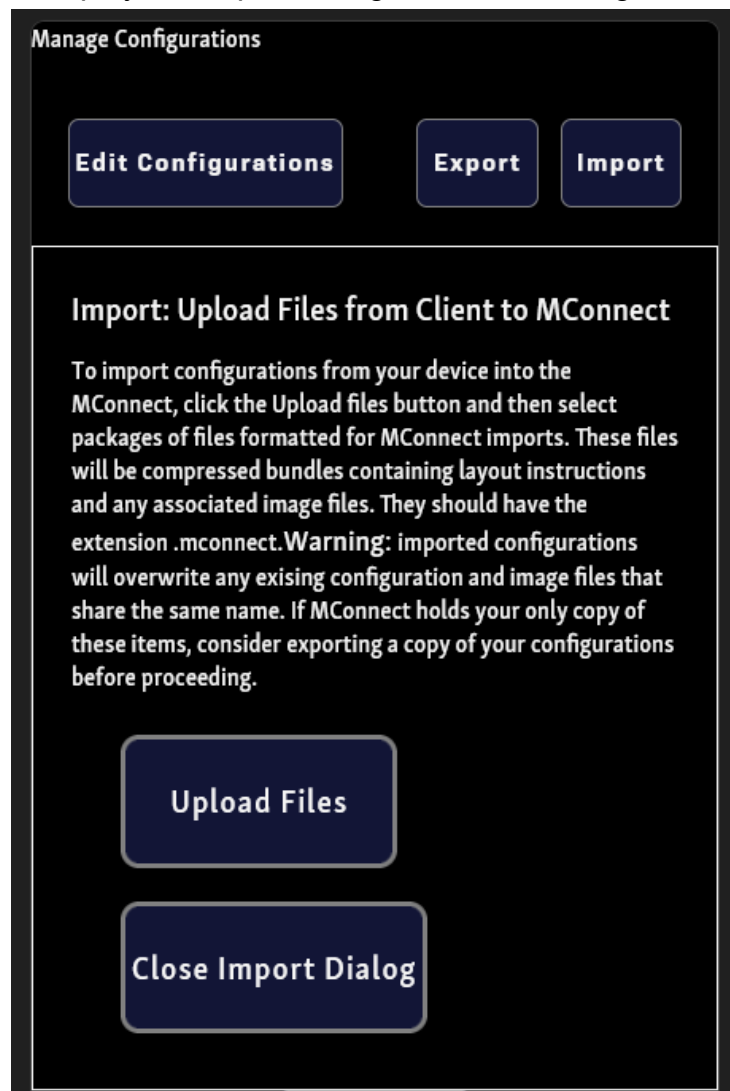 Manage Configurations
Edit Configurations
Export
Import
Import: Upload Files from Client to MConnect
To import configurations from your device into the
MConnect, click the Upload files button and then select
packages of files formatted for MConnect imports. These files
will be compressed bundles containing layout instructions
and any associated image files. They should have the
extension .mconnect.Warning: imported configurations
will overwrite any exising configuration and image files that
share the same name. If MConnect holds your only copy of
these items, consider exporting a copy of your configurations
before proceeding.
Upload Files
Close Import Dialog